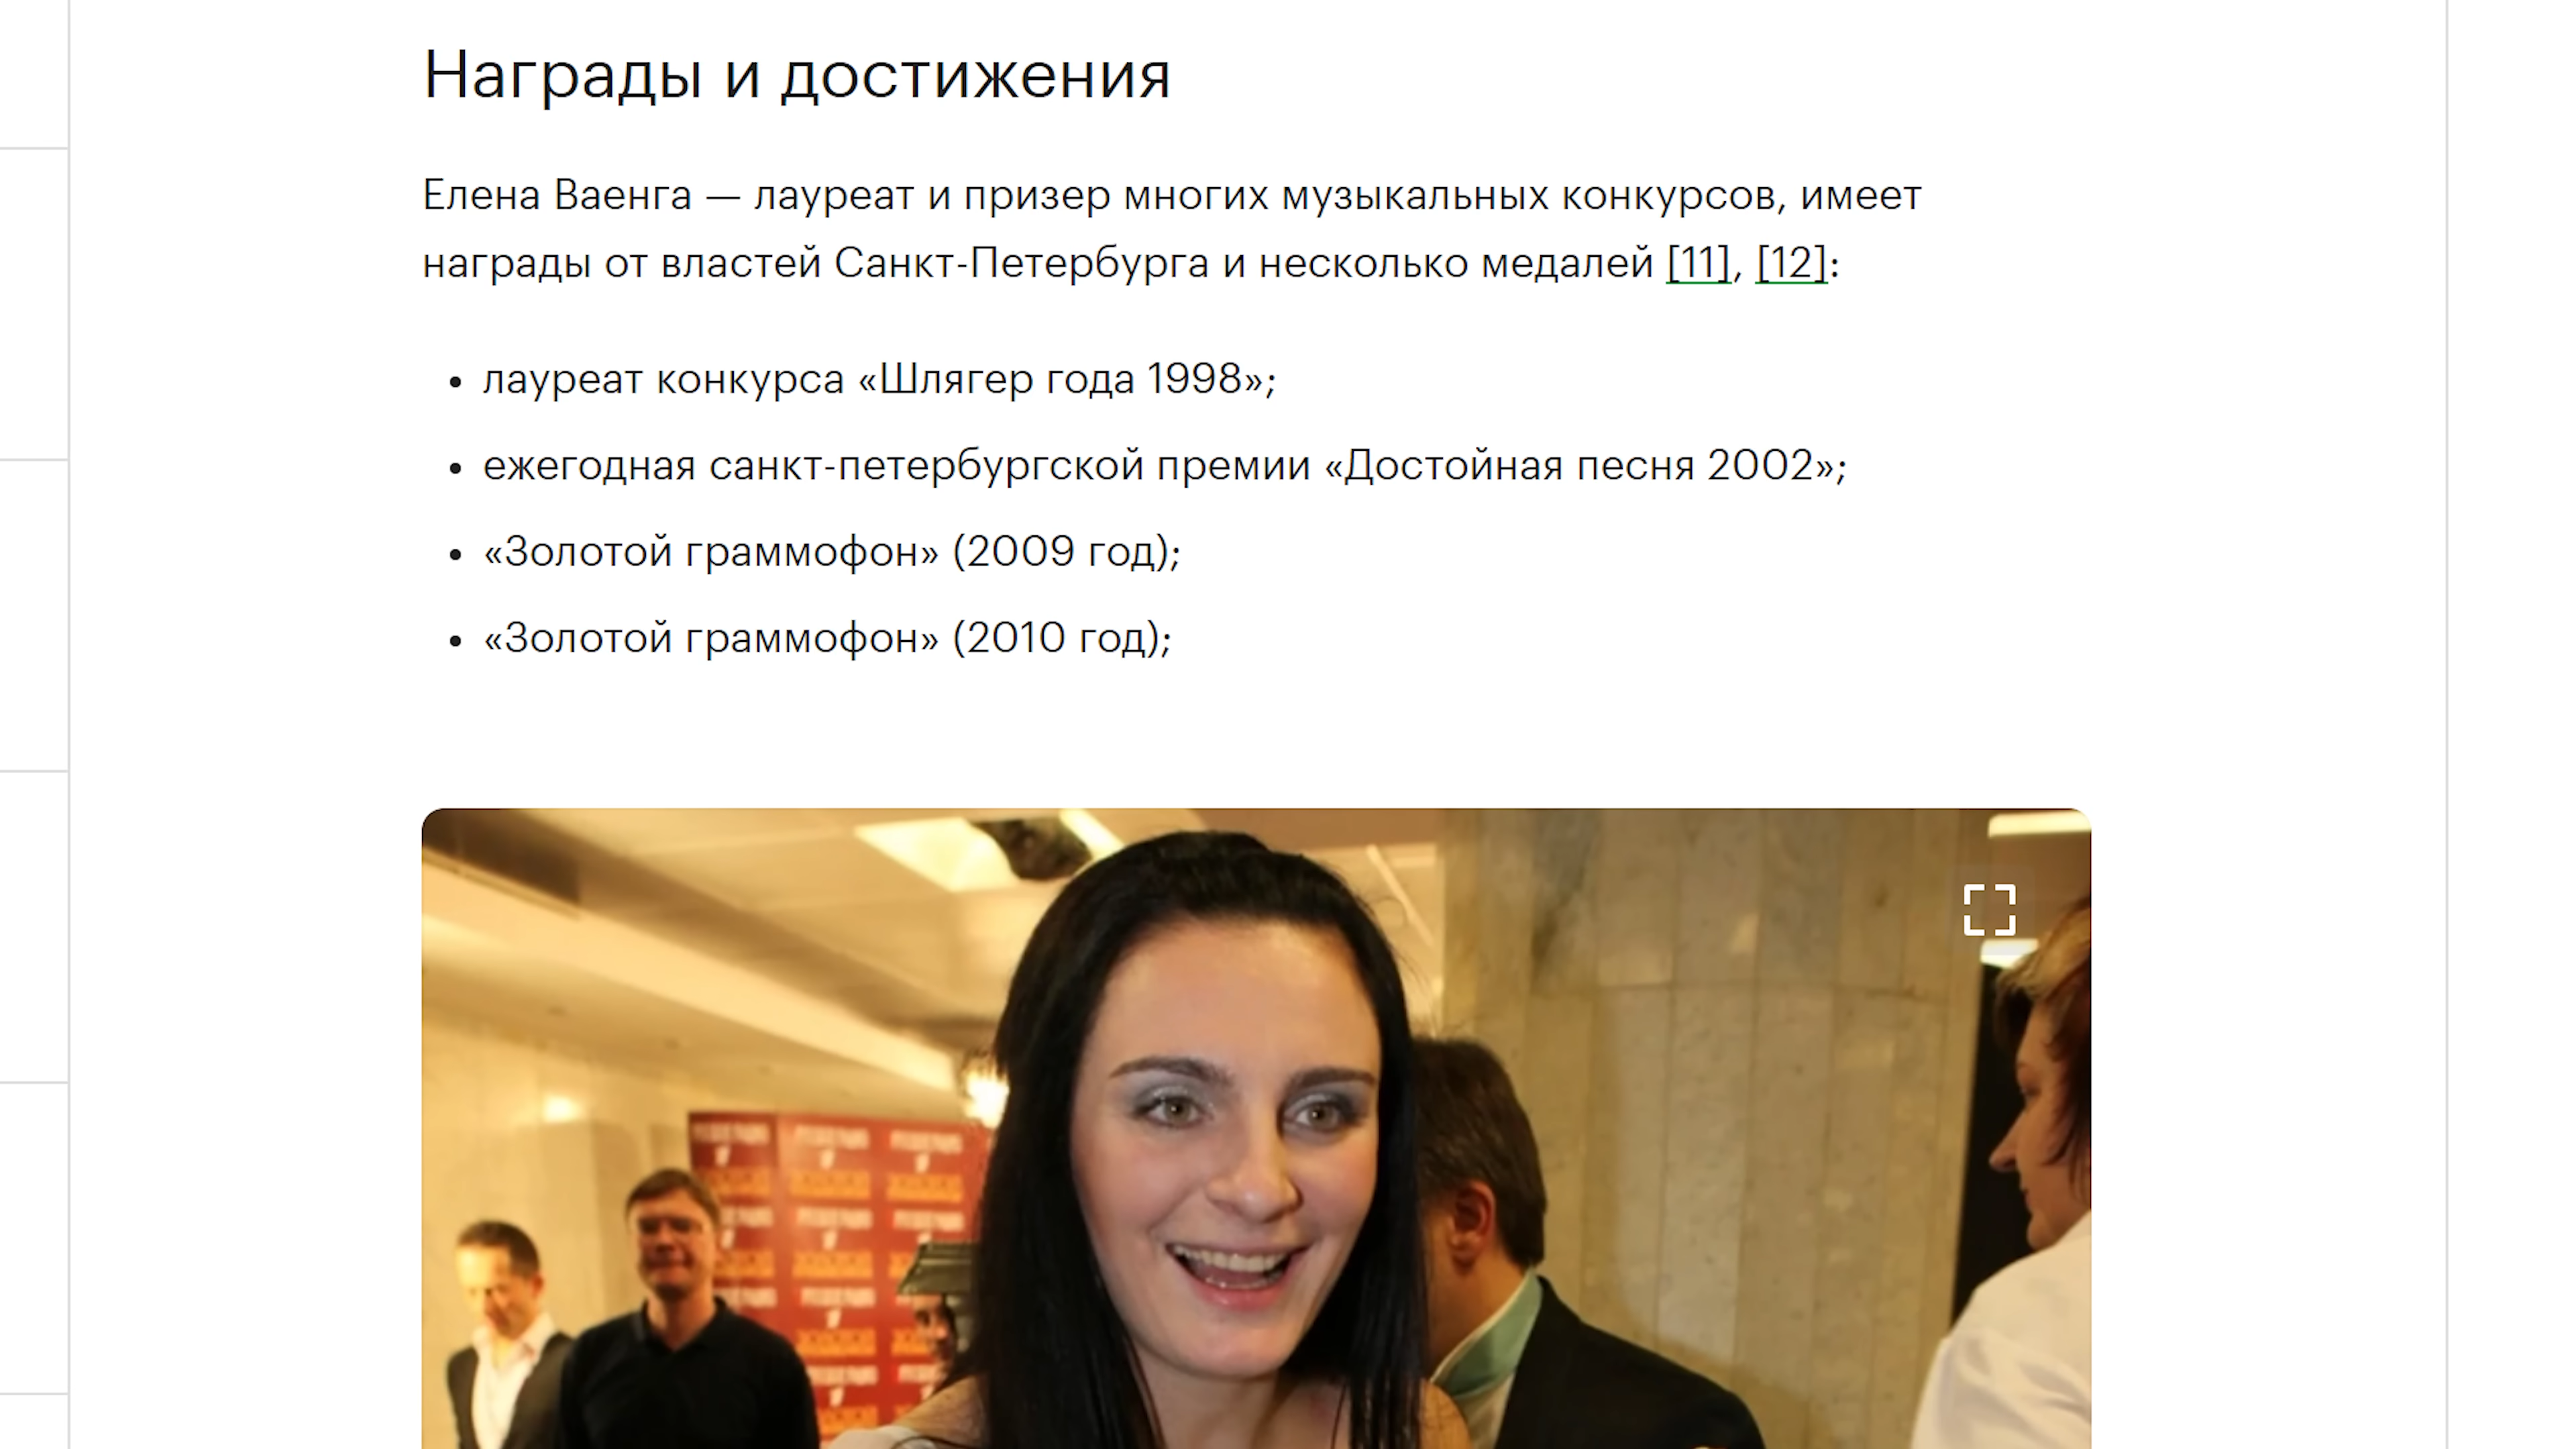 Награды и достижения
Елена Ваенга — лауреат и призер многих музыкальных конкурсов, имеет
награды от властей Санкт-Петербурга и несколько медалей [11], [12]:
• лауреат конкурса «Шлягер года 1998»;
• ежегодная санкт-петербургской премии «Достойная песня 2002»;
• «Золотой граммофон» (2009 год);
• «Золотой граммофон» (2010 год);